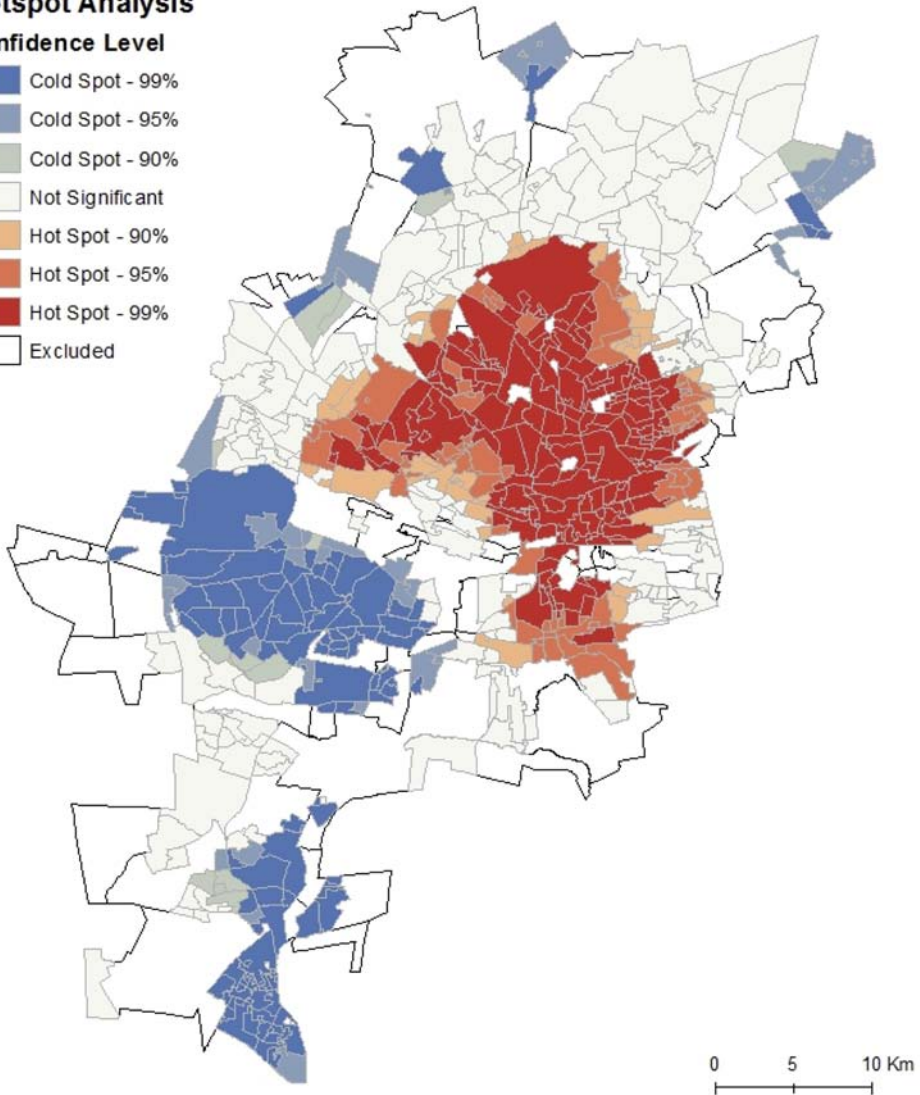 tspot Analysis
nfidence Level
Cold Spot - 99%
Cold Spot - 95%
Cold Spot - 90%
Not Significant
Hot Spot - 90%
Hot Spot - 95%
Hot Spot - 99%
Excluded
0 5 10 Km